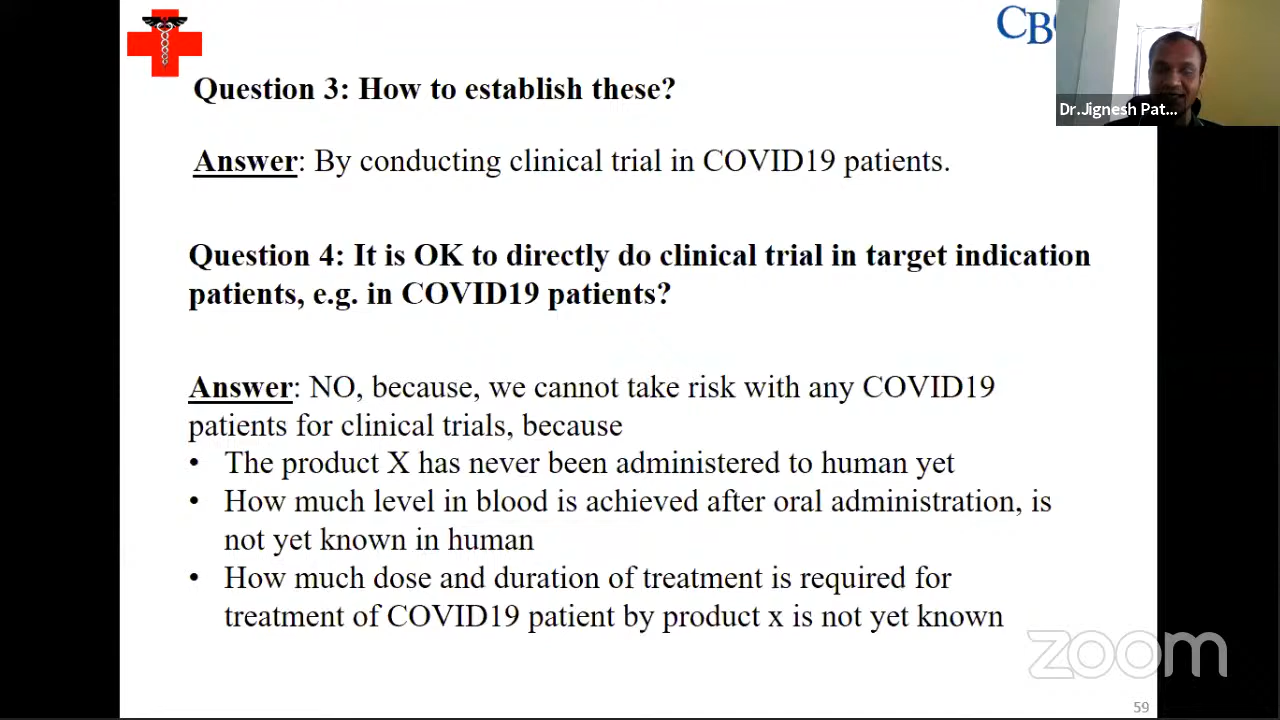 CB
Dr.Jignesh Pat...
Question 3: How to establish these?
Answer: By conducting clinical trial in COVID19 patients.
Question 4: It is OK to directly do clinical trial in target indication
patients, e.g. in COVID19 patients?
Answer: NO, because, we cannot take risk with any COVID19
patients for clinical trials, because
• The product X has never been administered to human yet
• How much level in blood is achieved after oral administration, is
not yet known in human
• How much dose and duration of treatment is required for
treatment of COVID19 patient by product x is not yet known
zoom
59